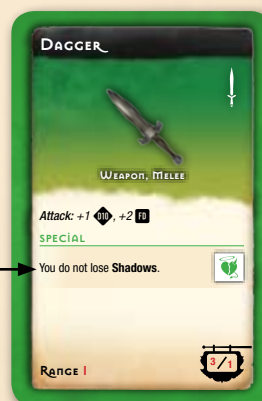 Dagger
Weapon, Melee
Attack: +1 D10, +2 FD
SPECIAL
You do not lose Shadows.
Range 1
3/1